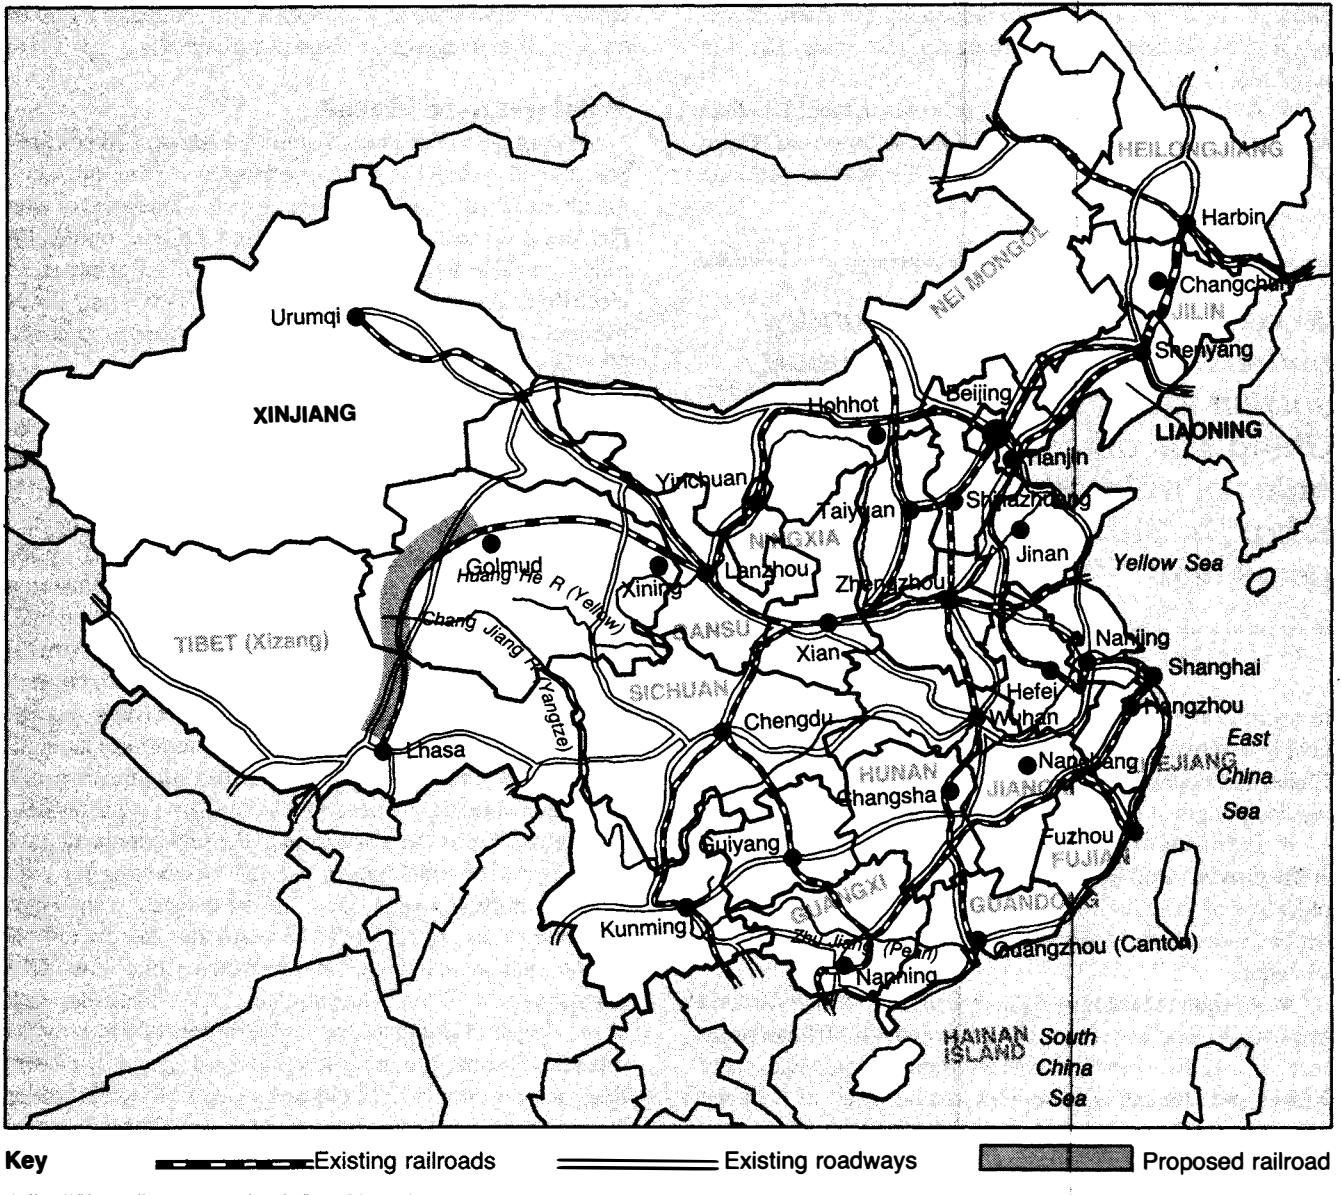 HEILONGJIANG
Harbin
NEI MONGOL
Changchun
JILIN
Urumqi
Shenyang
Beijing
Hohhot
XINJIANG
LIAONING
Tianjin
Yinchuan
Taiyuan
Shijiazhuang
NINGXIA
Jinan
Yellow Sea
Golmud
Huang He R (Yellow)
Xining
Lanzhou
Zhengzhou
TIBET (Xizang)
Chang Jiang R (Yangtze)
GANSU
Xian
Nanjing
Shanghai
SICHUAN
Hefei
Hangzhou
Chengdu
Wuhan
Lhasa
East
China
Sea
Nanchang
ZHEJIANG
HUNAN
JIANGXI
Changsha
Fuzhou
FUJIAN
Guiyang
GUANGXI
GUANDONG
Kunming
Zhu Jiang (Pearl)
Guangzhou (Canton)
Nanning
HAINAN
ISLAND
South
China
Sea
Key
Existing railroads
Existing roadways
Proposed railroad